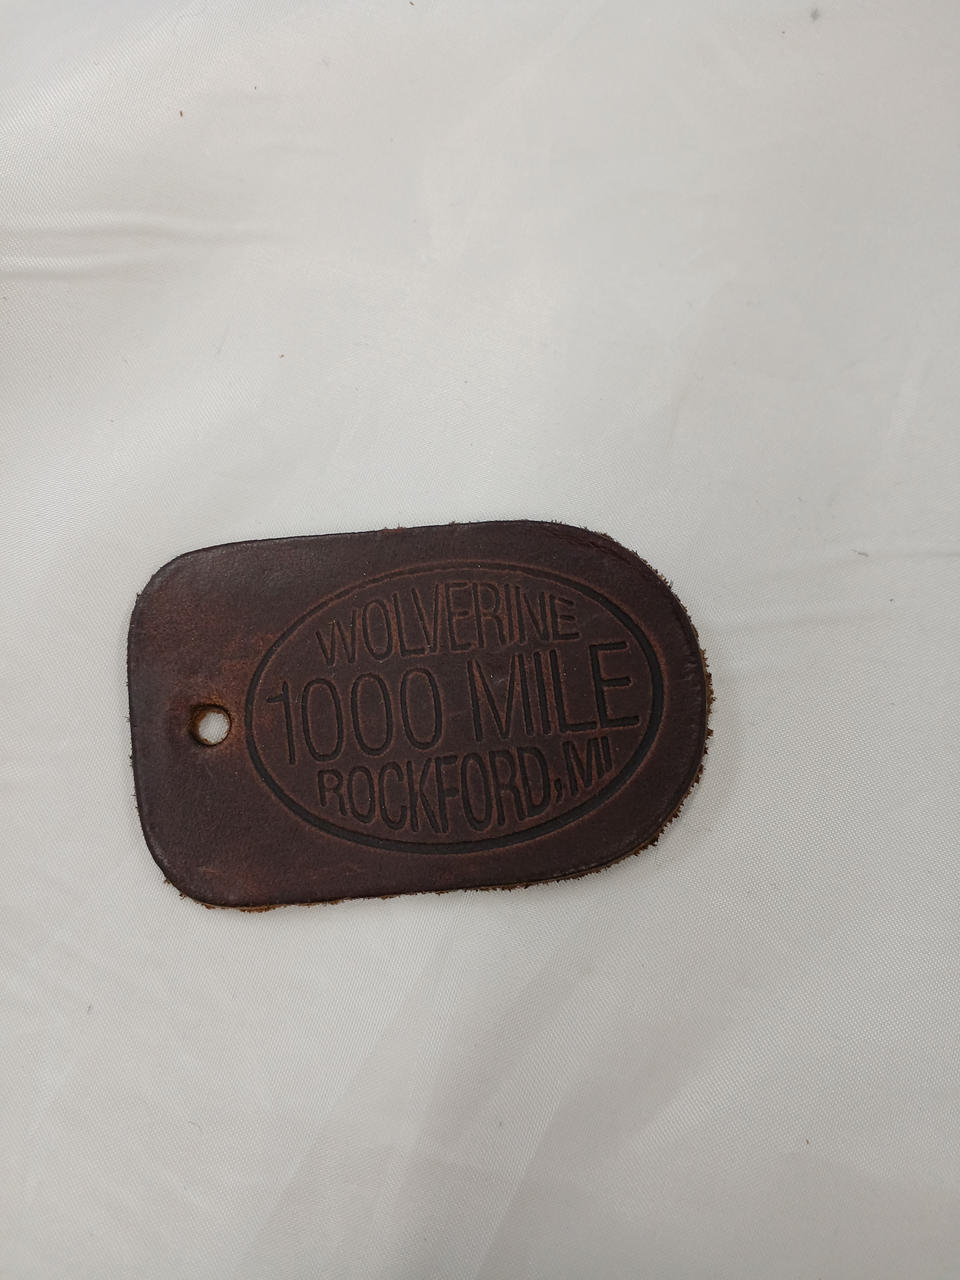 WOLVERINE
1000 MILE
ROCKFORD, MI